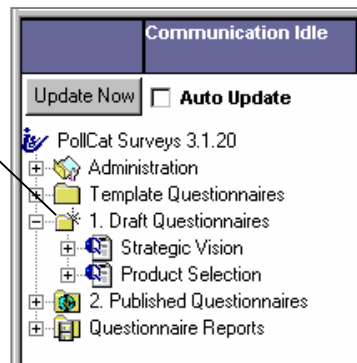 Communication Idle
Update Now Auto Update
PollCat Surveys 3.1.20
Administration
Template Questionnaires
1. Draft Questionnaires
Strategic Vision
Product Selection
2. Published Questionnaires
Questionnaire Reports